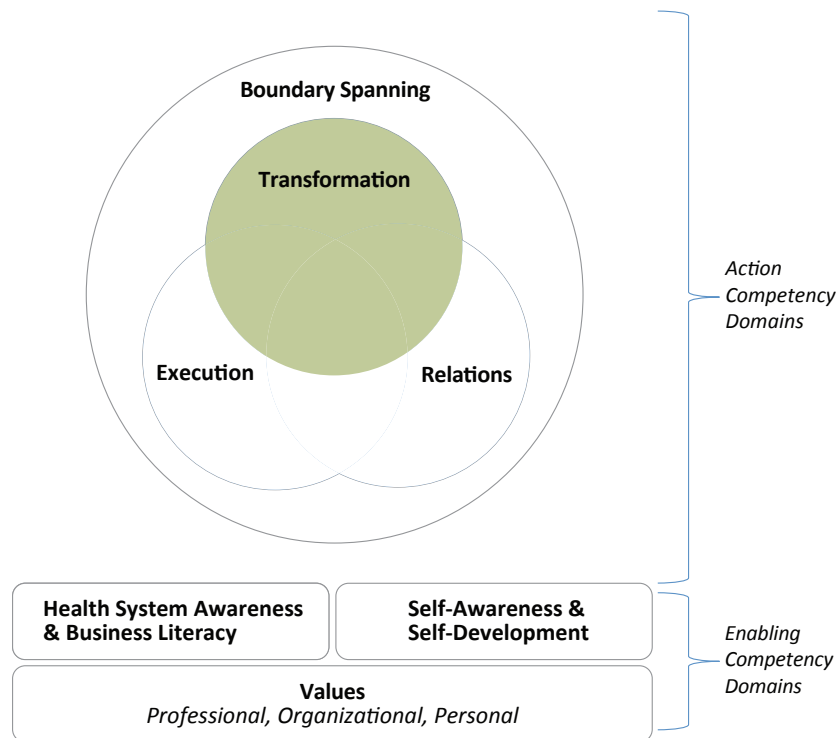 Boundary Spanning
Transformation
Execution
Relations
Action
Competency
Domains
Health System Awareness
& Business Literacy
Self-Awareness &
Self-Development
Values
Professional, Organizational, Personal
Enabling
Competency
Domains